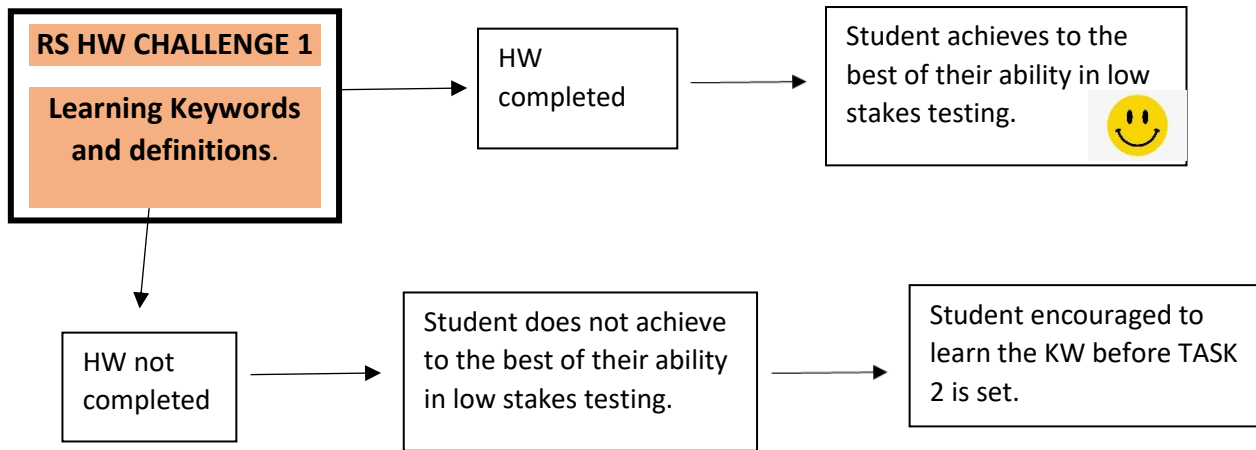 RS HW CHALLENGE 1
Learning Keywords
and definitions.
HW
completed
Student achieves to the
best of their ability in low
stakes testing.
HW not
completed
Student does not achieve
to the best of their ability
in low stakes testing.
Student encouraged to
learn the KW before TASK
2 is set.